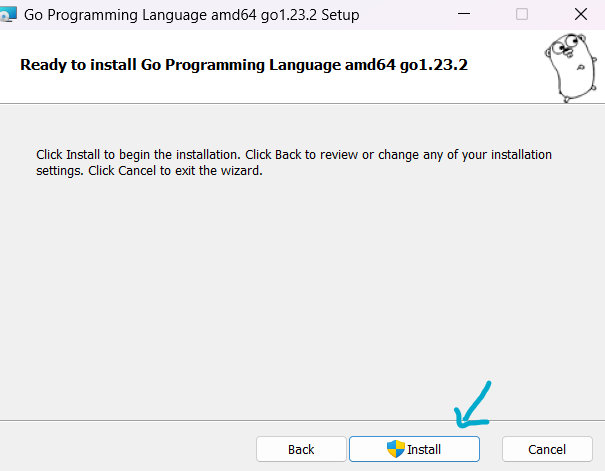 Go Programming Language amd64 go1.23.2 Setup
Ready to install Go Programming Language amd64 go1.23.2
Click Install to begin the installation. Click Back to review or change any of your installation
settings. Click Cancel to exit the wizard.
Back
Install
Cancel